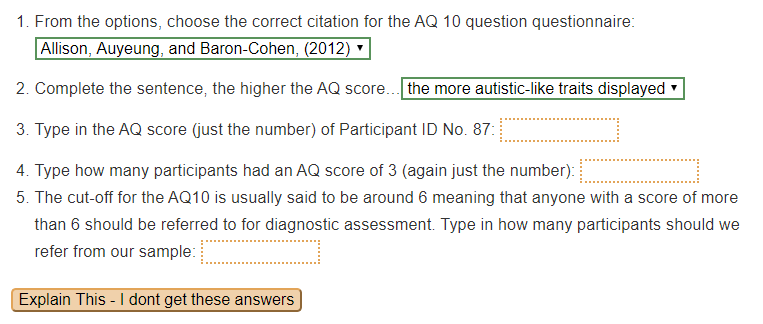 1. From the options, choose the correct citation for the AQ 10 question questionnaire:
Allison, Auyeung, and Baron-Cohen, (2012)
2. Complete the sentence, the higher the AQ score... the more autistic-like traits displayed
3. Type in the AQ score (just the number) of Participant ID No. 87:
4. Type how many participants had an AQ score of 3 (again just the number):
5. The cut-off for the AQ10 is usually said to be around 6 meaning that anyone with a score of more
than 6 should be referred to for diagnostic assessment. Type in how many participants should we
refer from our sample:
Explain This - I dont get these answers